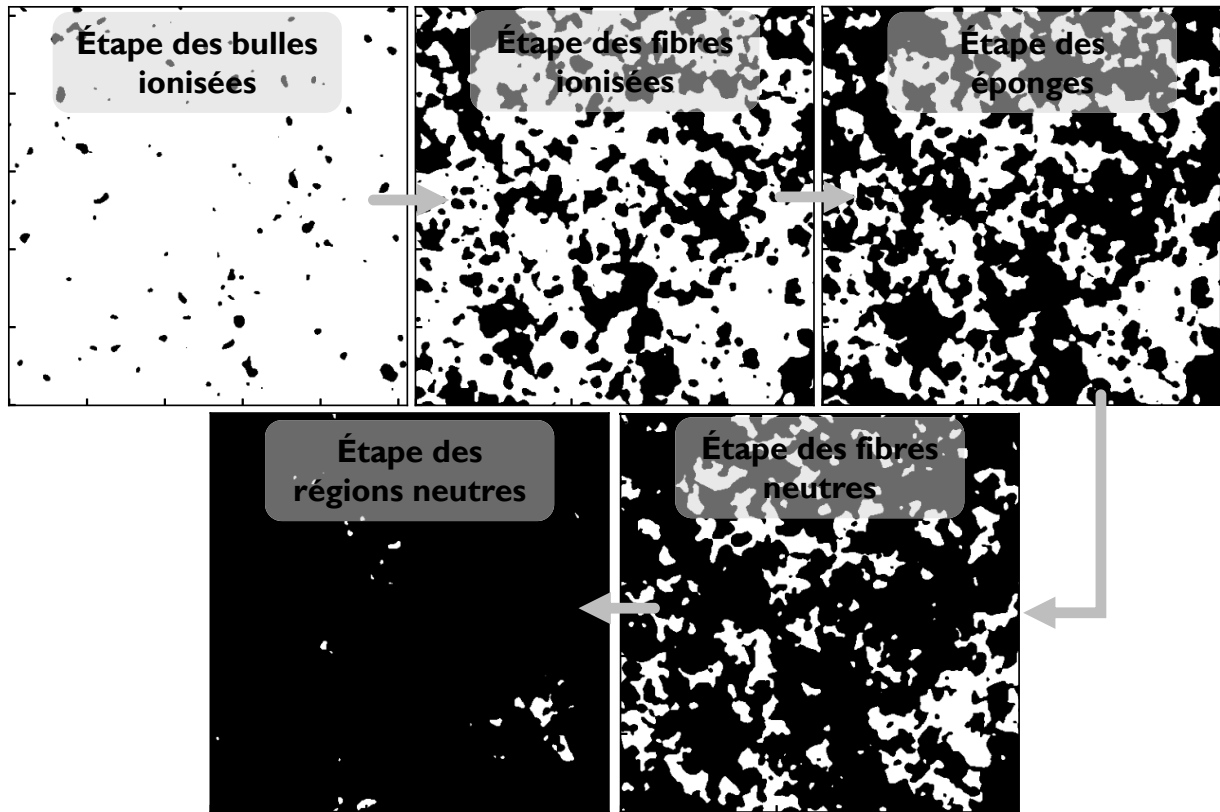 Étape des bulles
ionisées
Étape des fibres
ionisées
Étape des
éponges
Étape des
régions neutres
Étape des fibres
neutres